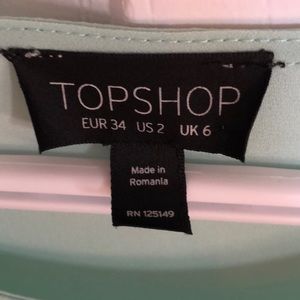 TOPSHOP
EUR 34 US 2 UK 6
Made in
Romania
RN 125149